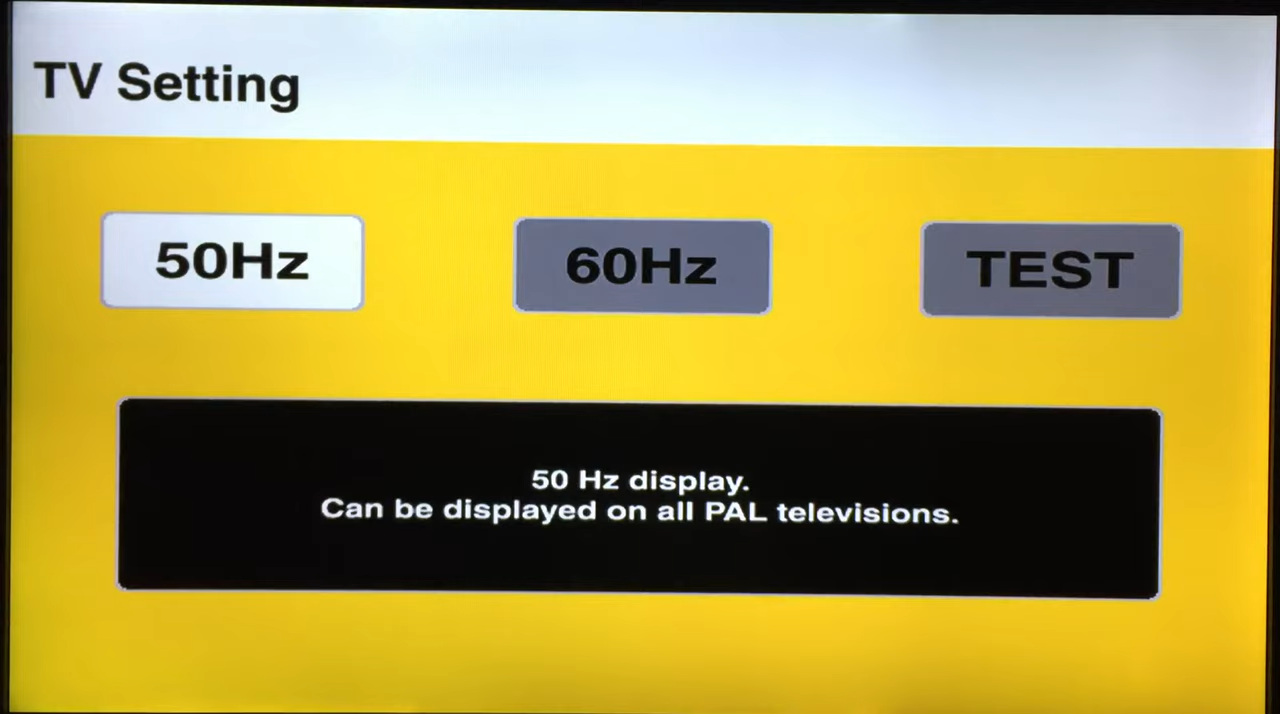 TV Setting
50Hz
60Hz
TEST
50 Hz display.
Can be displayed on all PAL televisions.